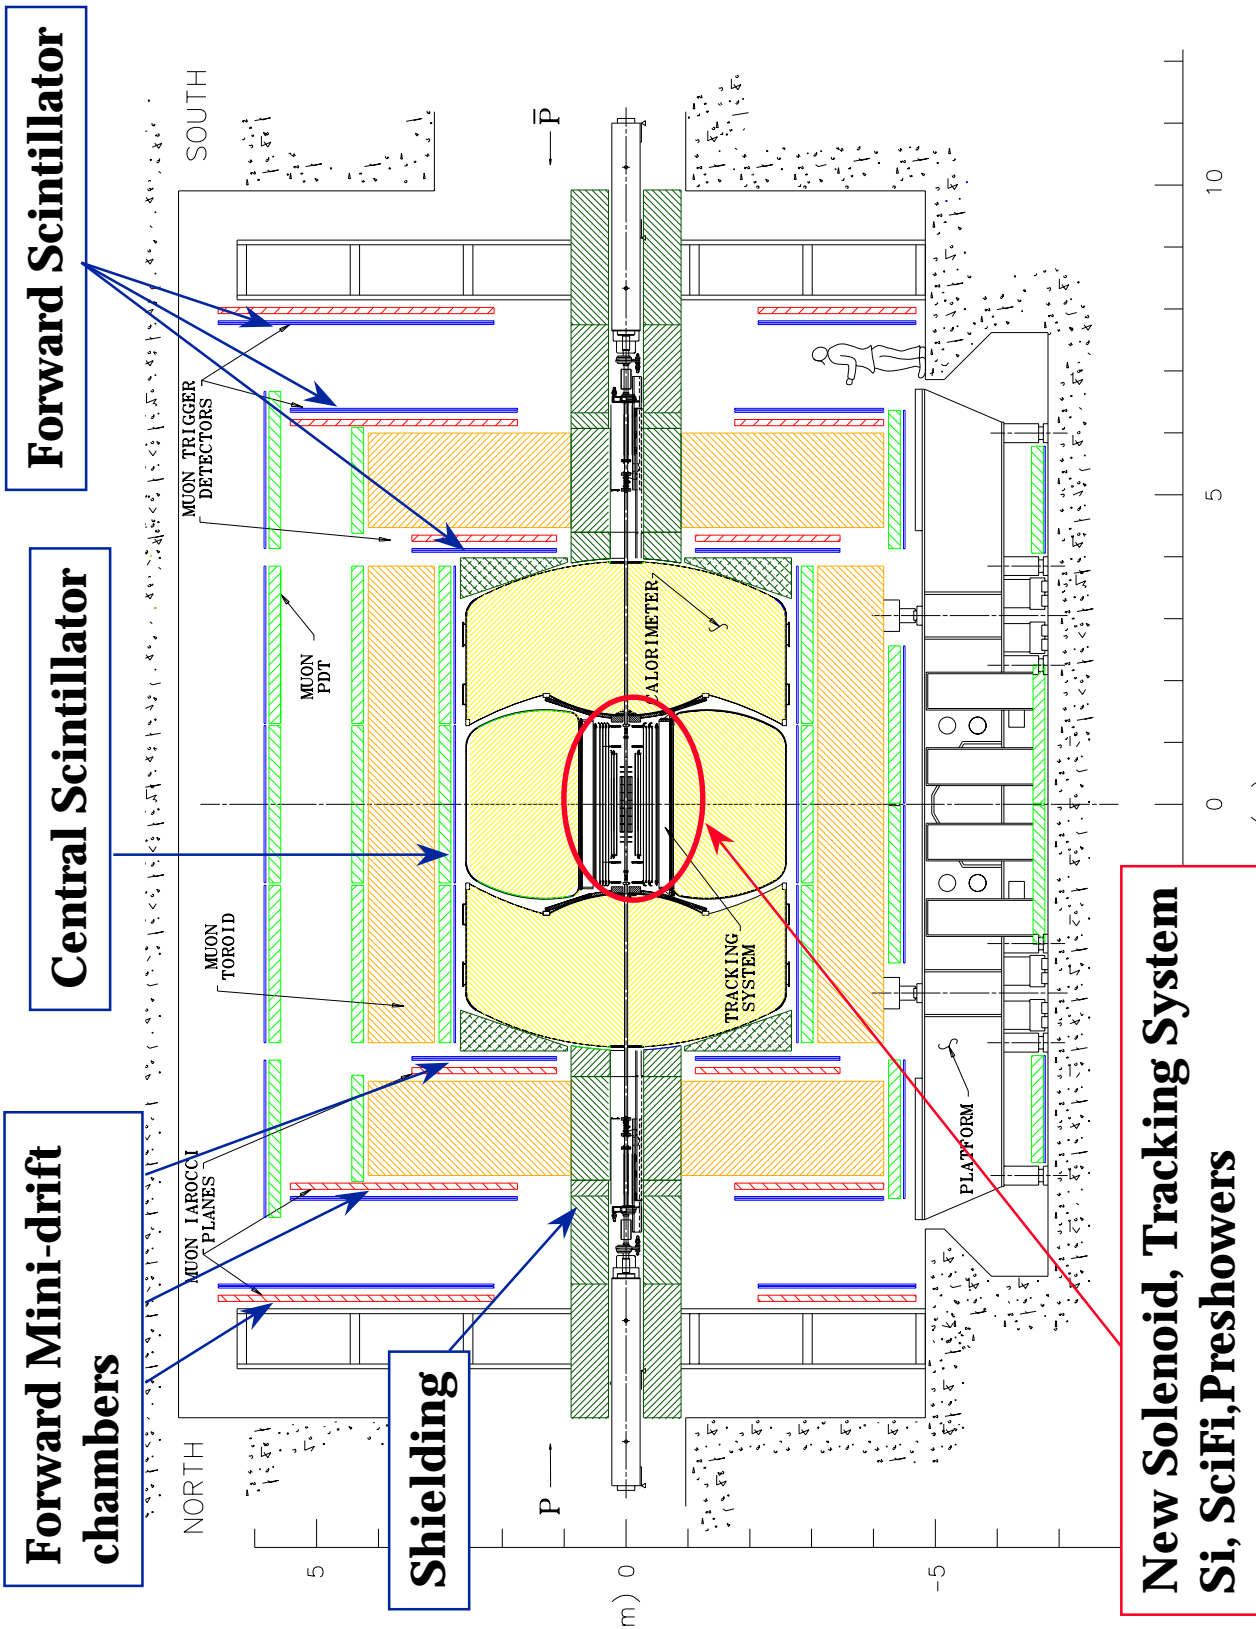 Forward Mini-drift
chambers
Central Scintillator
Forward Scintillator
Shielding
New Solenoid, Tracking System
Si, SciFi,Preshowers
NORTH
SOUTH
MUON IAROCCI
PLANES
MUON
TOROID
MUON
PDT
MUON TRIGGER
DETECTORS
P
P̅
CALORIMETER
TRACKING
SYSTEM
PLATFORM
5
0
-5
m)
0
5
10